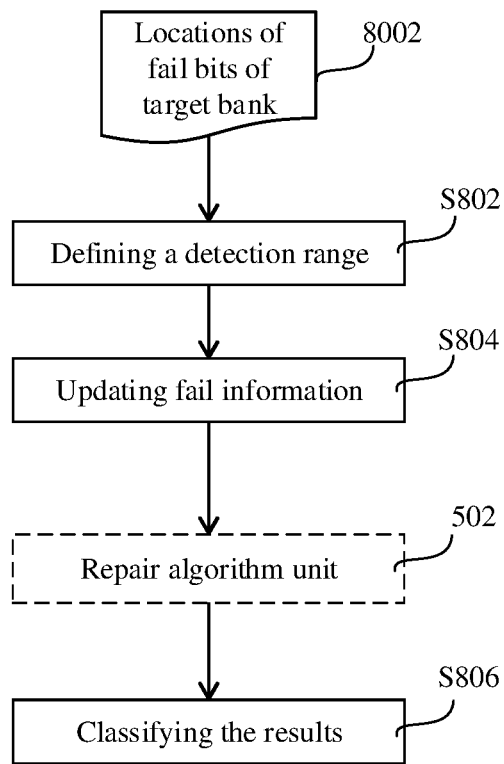 Locations of
fail bits of
target bank
8002
S802
Defining a detection range
S804
Updating fail information
502
Repair algorithm unit
S806
Classifying the results